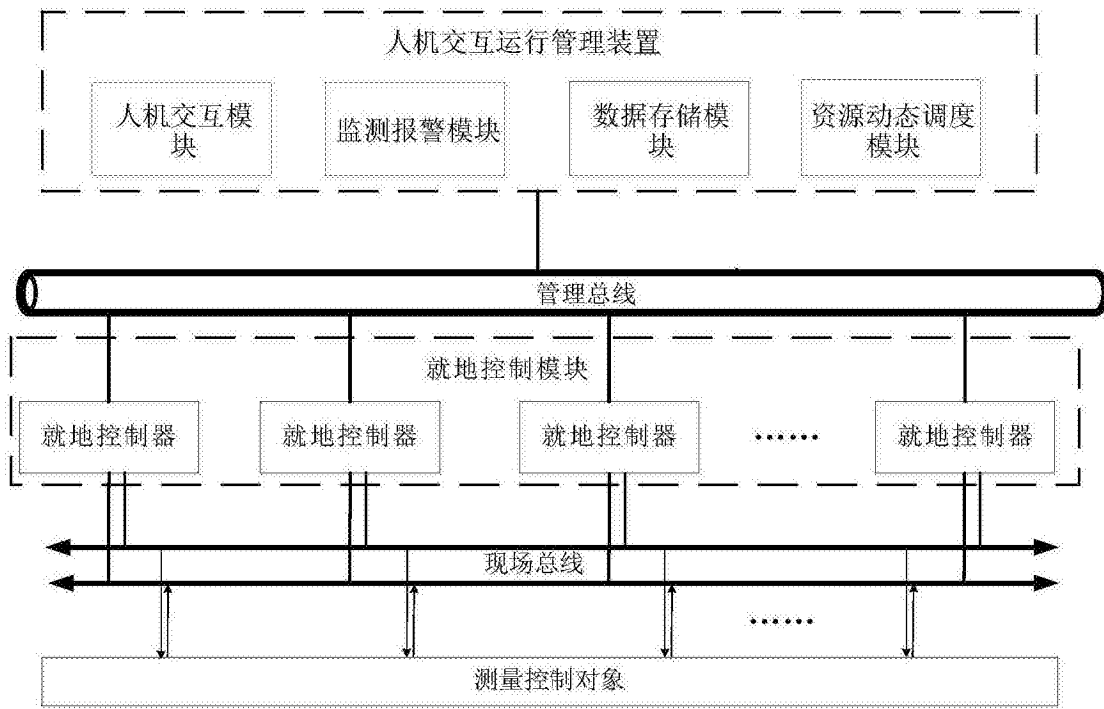 人机交互运行管理装置
人机交互模
块
监测报警模块
数据存储模
块
资源动态调度
模块
管理总线
就地控制模块
就地控制器
就地控制器
就地控制器
......
就地控制器
现场总线
......
测量控制对象